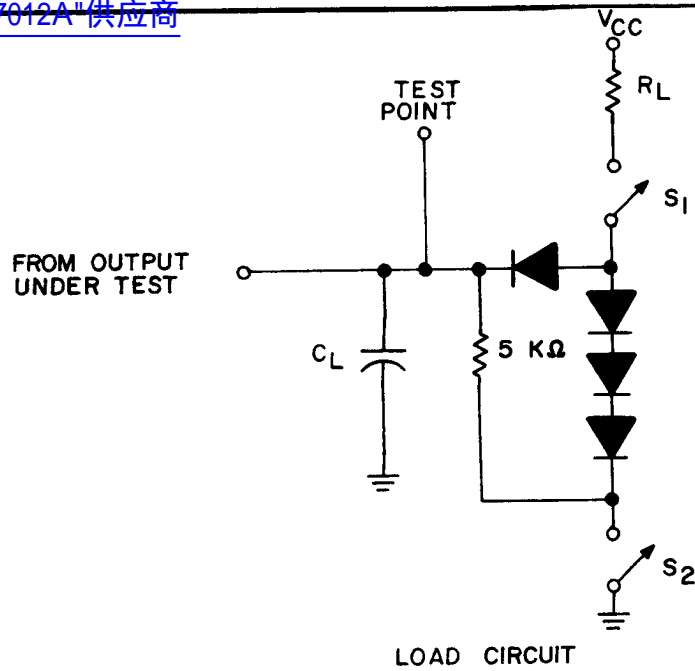 7012A"供应商
VCC
RL
TEST
POINT
S1
FROM OUTPUT
UNDER TEST
CL
5 KΩ
S2
LOAD CIRCUIT